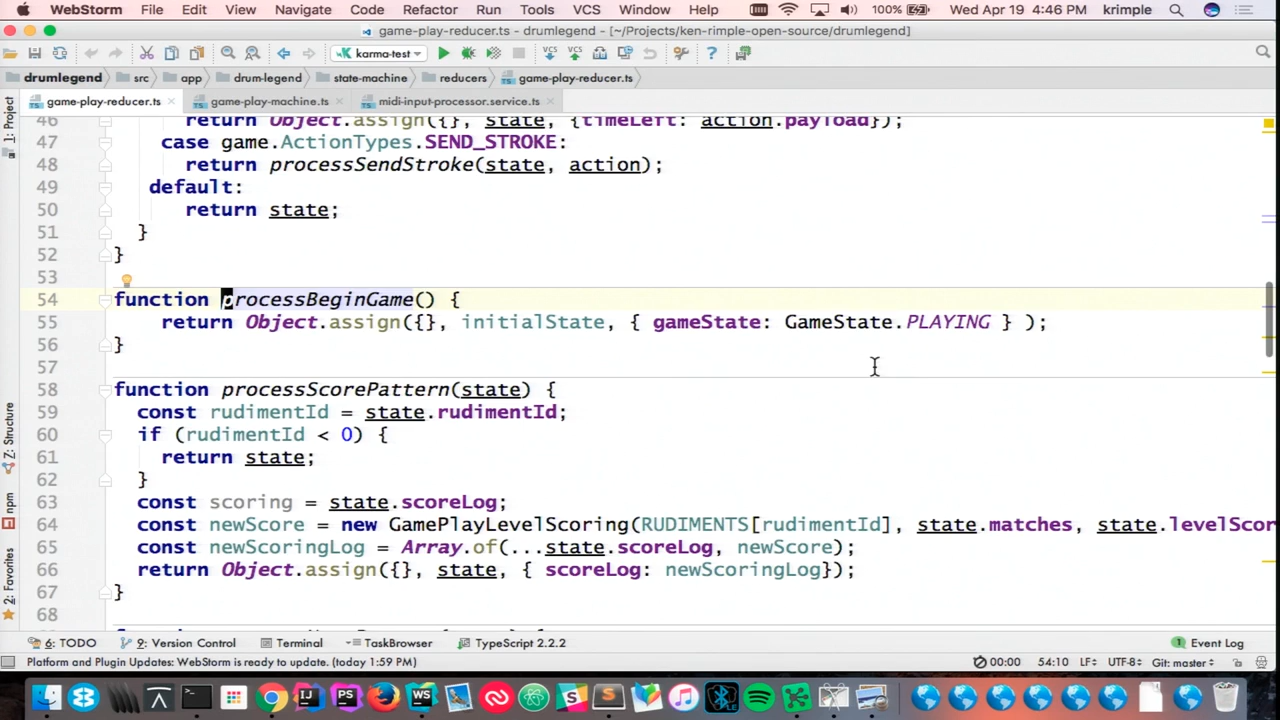 WebStorm File Edit View Navigate Code Refactor Run Tools VCS Window Help 100% Wed Apr 19 4:46 PM krimple
game-play-reducer.ts - drumlegend - [~/Projects/ken-rimple-open-source/drumlegend]
karma-test
drumlegend src app drum-legend state-machine reducers game-play-reducer.ts
game-play-reducer.ts game-play-machine.ts midi-input-processor.service.ts
1: Project
46 return Object.assign({}, state, {timeLeft: action.payload});
47 case game.ActionTypes.SEND_STROKE:
48 return processSendStroke(state, action);
49 default:
50 return state;
51 }
52 }
53
54 function processBeginGame() {
55 return Object.assign({}, initialState, { gameState: GameState.PLAYING } );
56 }
57
58 function processScorePattern(state) {
59 const rudimentId = state.rudimentId;
60 if (rudimentId < 0) {
61 return state;
62 }
63 const scoring = state.scoreLog;
64 const newScore = new GamePlayLevelScoring(RUDIMENTS[rudimentId], state.matches, state.levelScor
65 const newScoringLog = Array.of(...state.scoreLog, newScore);
66 return Object.assign({}, state, { scoreLog: newScoringLog});
67 }
68
Z: Structure
npm
2: Favorites
6: TODO 9: Version Control Terminal TaskBrowser TypeScript 2.2.2 1 Event Log
Platform and Plugin Updates: WebStorm is ready to update. (today 1:59 PM) 00:00 54:10 LF UTF-8 Git: master